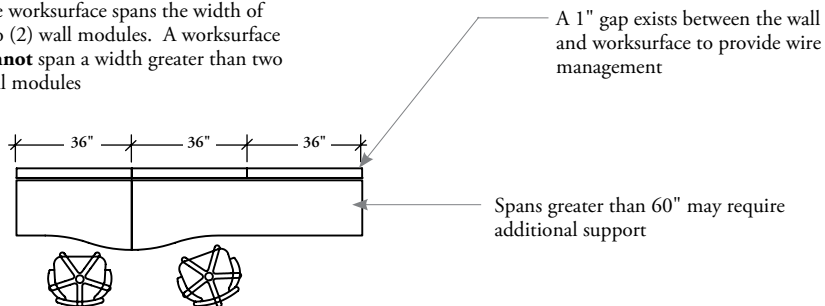 worksurface spans the width of
(2) wall modules. A worksurface
span a width greater than two
modules
A 1" gap exists between the wall
and worksurface to provide wire
management
36" 36" 36"
Spans greater than 60" may require
additional support